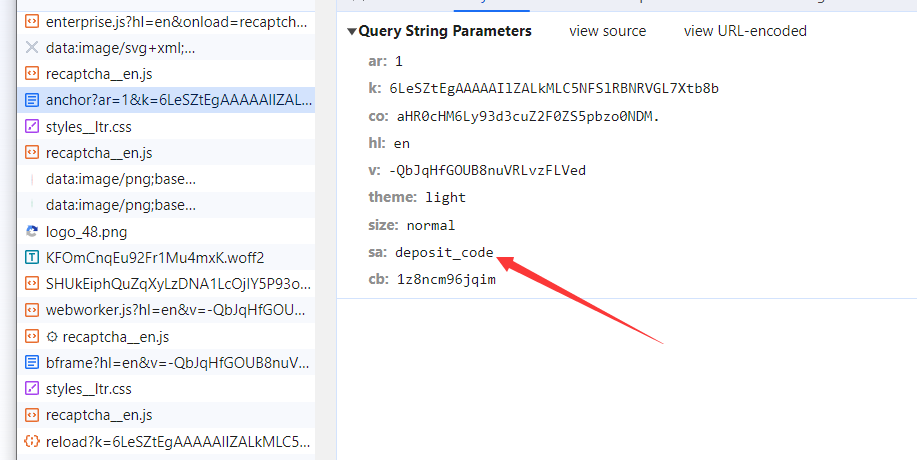 enterprise.js?hl=en&onload=recaptc...
data:image/svg+xml;...
recaptcha__en.js
anchor?ar=1&k=6LeSZtEgAAAAAIlZAL...
styles__ltr.css
recaptcha__en.js
data:image/png;base...
data:image/png;base...
logo_48.png
KFOmCnqEu92Fr1Mu4mxK.woff2
SHUkEiphQuZqXyLzDNA1LcOjIY5P93o...
webworker.js?hl=en&v=-QbJqHfGOU...
recaptcha__en.js
bframe?hl=en&v=-QbJqHfGOUB8nuV...
styles__ltr.css
recaptcha__en.js
reload?k=6LeSZtEgAAAAAIlZALkMLC5...
Query String Parameters view source view URL-encoded
ar: 1
k: 6LeSZtEgAAAAAIlZALkMLC5NFSlRBNRVGL7Xtb8b
co: aHR0cHM6Ly93d3cuZ2F0ZS5pbzo0NDM.
hl: en
v: -QbJqHfGOUB8nuVRLvzFLVed
theme: light
size: normal
sa: deposit_code
cb: 1z8ncm96jqim